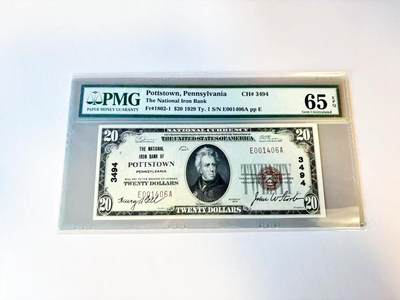 PMG
PAPER MONEY GUARANTY
Pottstown, Pennsylvania CH# 3494
The National Iron Bank
Fr#1802-1 $20 1929 Ty. 1 S/N E001406A pp E
65 EPQ
Gem Uncirculated
NATIONAL CURRENCY
20 20
THE NATIONAL
IRON BANK OF
POTTSTOWN
PENNSYLVANIA
TWENTY DOLLARS
E001406A
3494
3494
E001406A
20 TWENTY DOLLARS 20